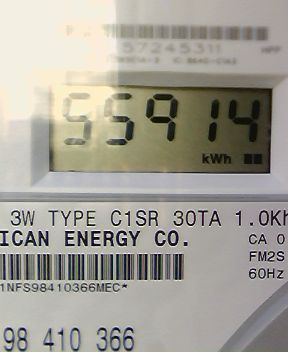 57245311
55914
kWh
3W TYPE C1SR 30TA 1.0Kh
ICAN ENERGY CO.
CA 0
FM2S
60Hz
1NFS98410366MEC*
98 410 366